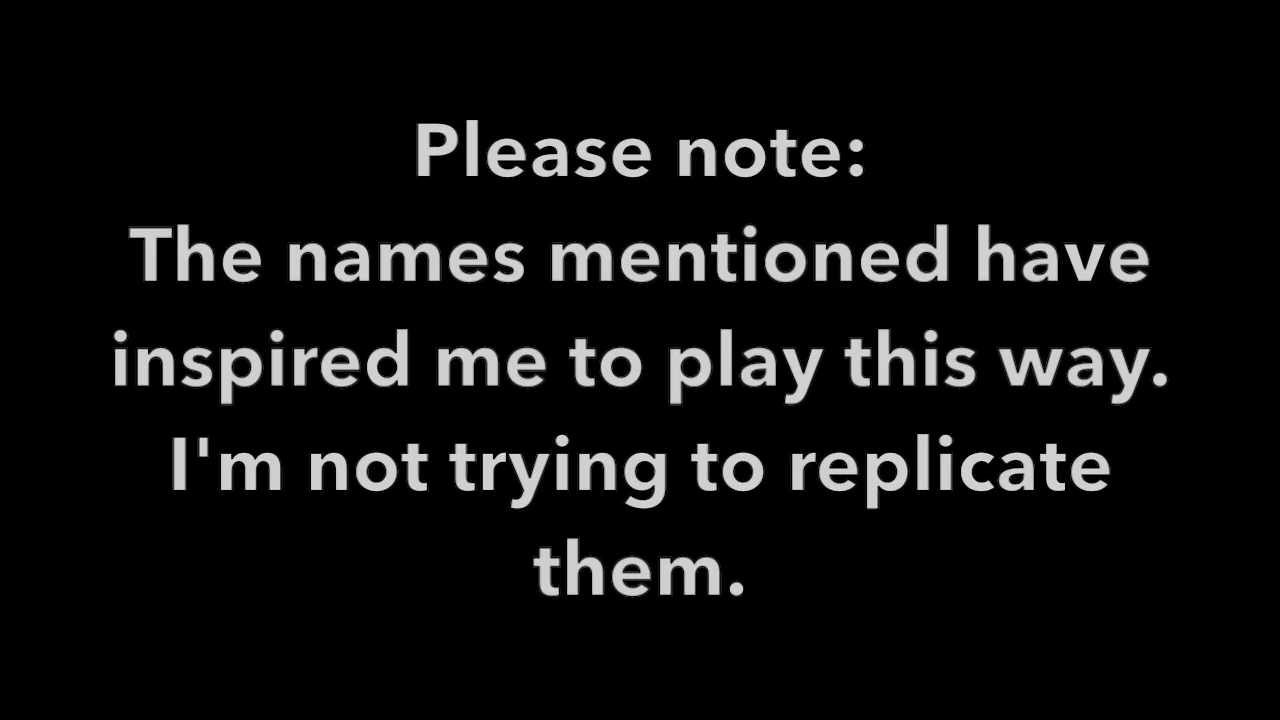 Please note:
The names mentioned have
inspired me to play this way.
I'm not trying to replicate
them.